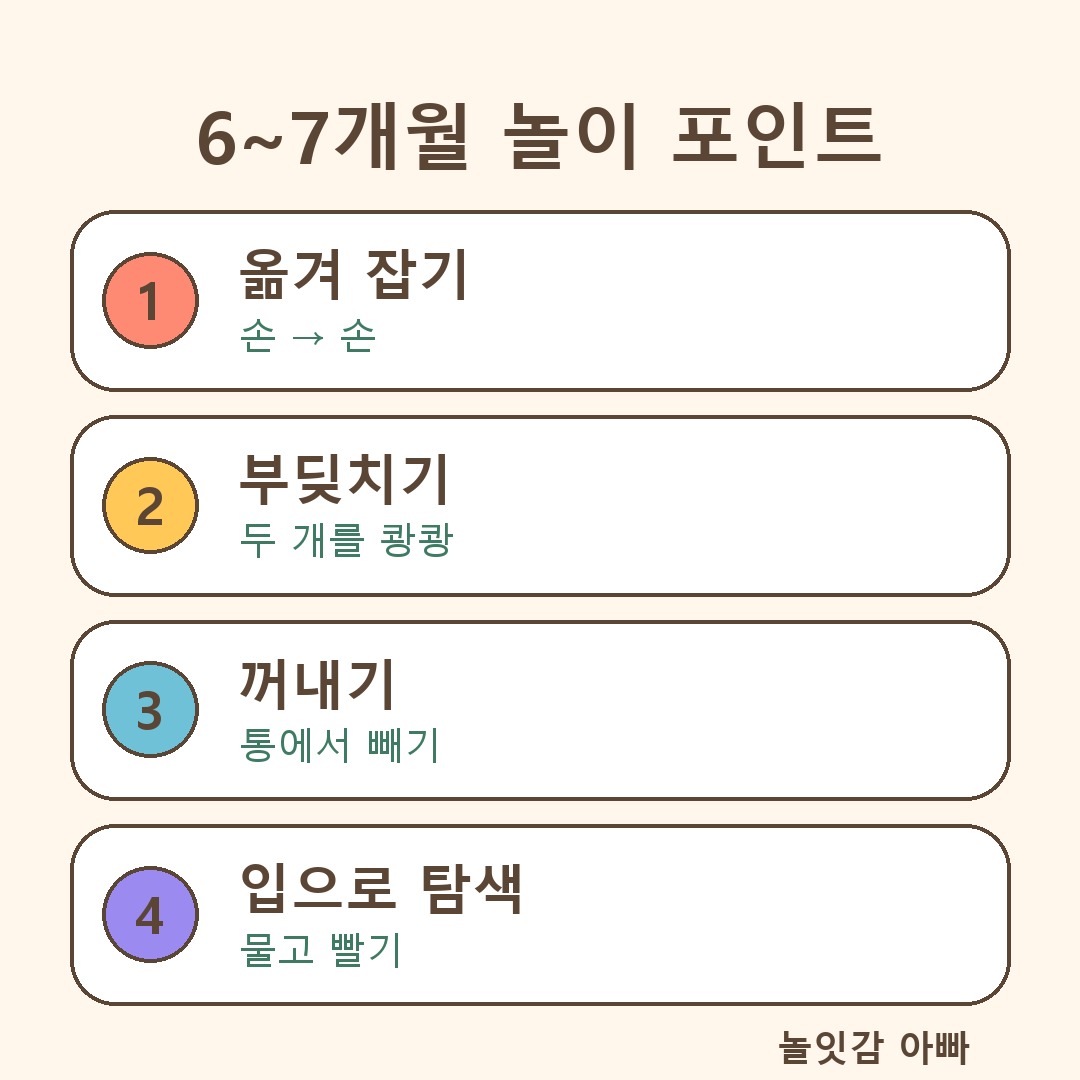 6~7개월 놀이 포인트
1
옮겨 잡기
손 → 손
2
부딪치기
두 개를 쾅쾅
3
꺼내기
통에서 빼기
4
입으로 탐색
물고 빨기
놀잇감 아빠